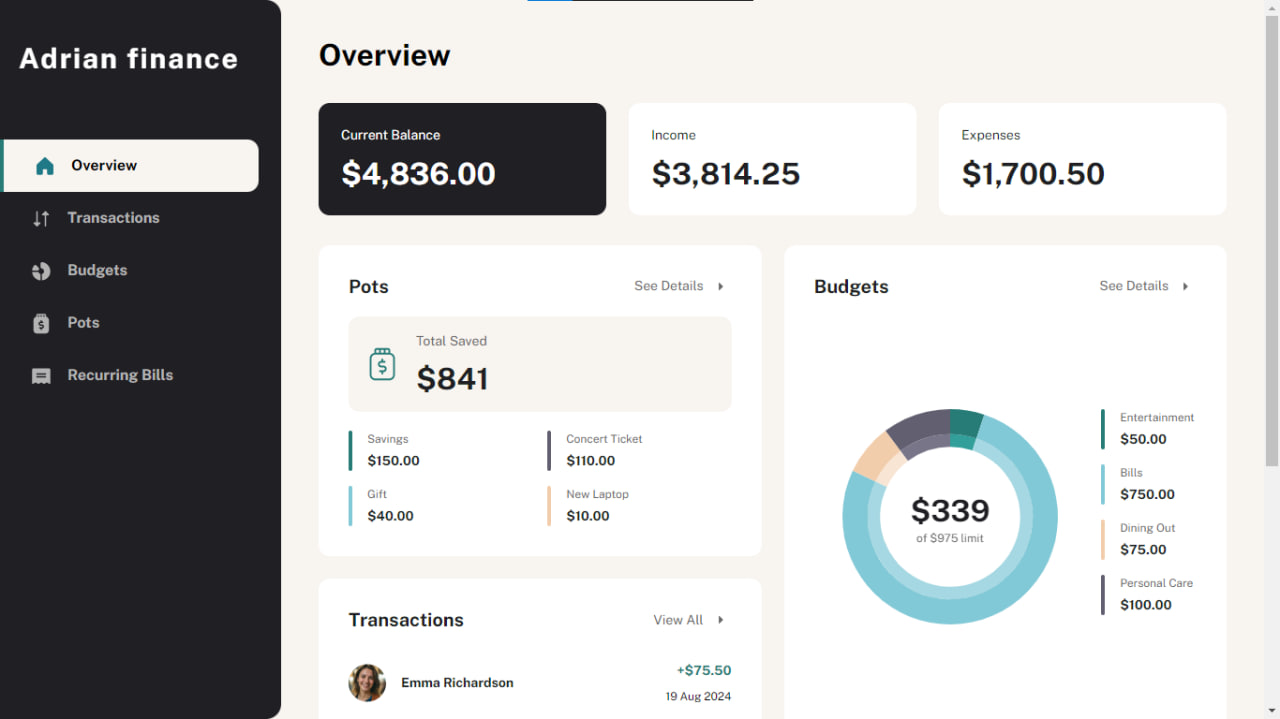 Adrian finance
Overview
Transactions
Budgets
Pots
Recurring Bills
Overview
Current Balance
$4,836.00
Income
$3,814.25
Expenses
$1,700.50
Pots
See Details
Total Saved
$841
Savings
$150.00
Concert Ticket
$110.00
Gift
$40.00
New Laptop
$10.00
Transactions
View All
Emma Richardson
+$75.50
19 Aug 2024
Budgets
See Details
$339
of $975 limit
Entertainment
$50.00
Bills
$750.00
Dining Out
$75.00
Personal Care
$100.00